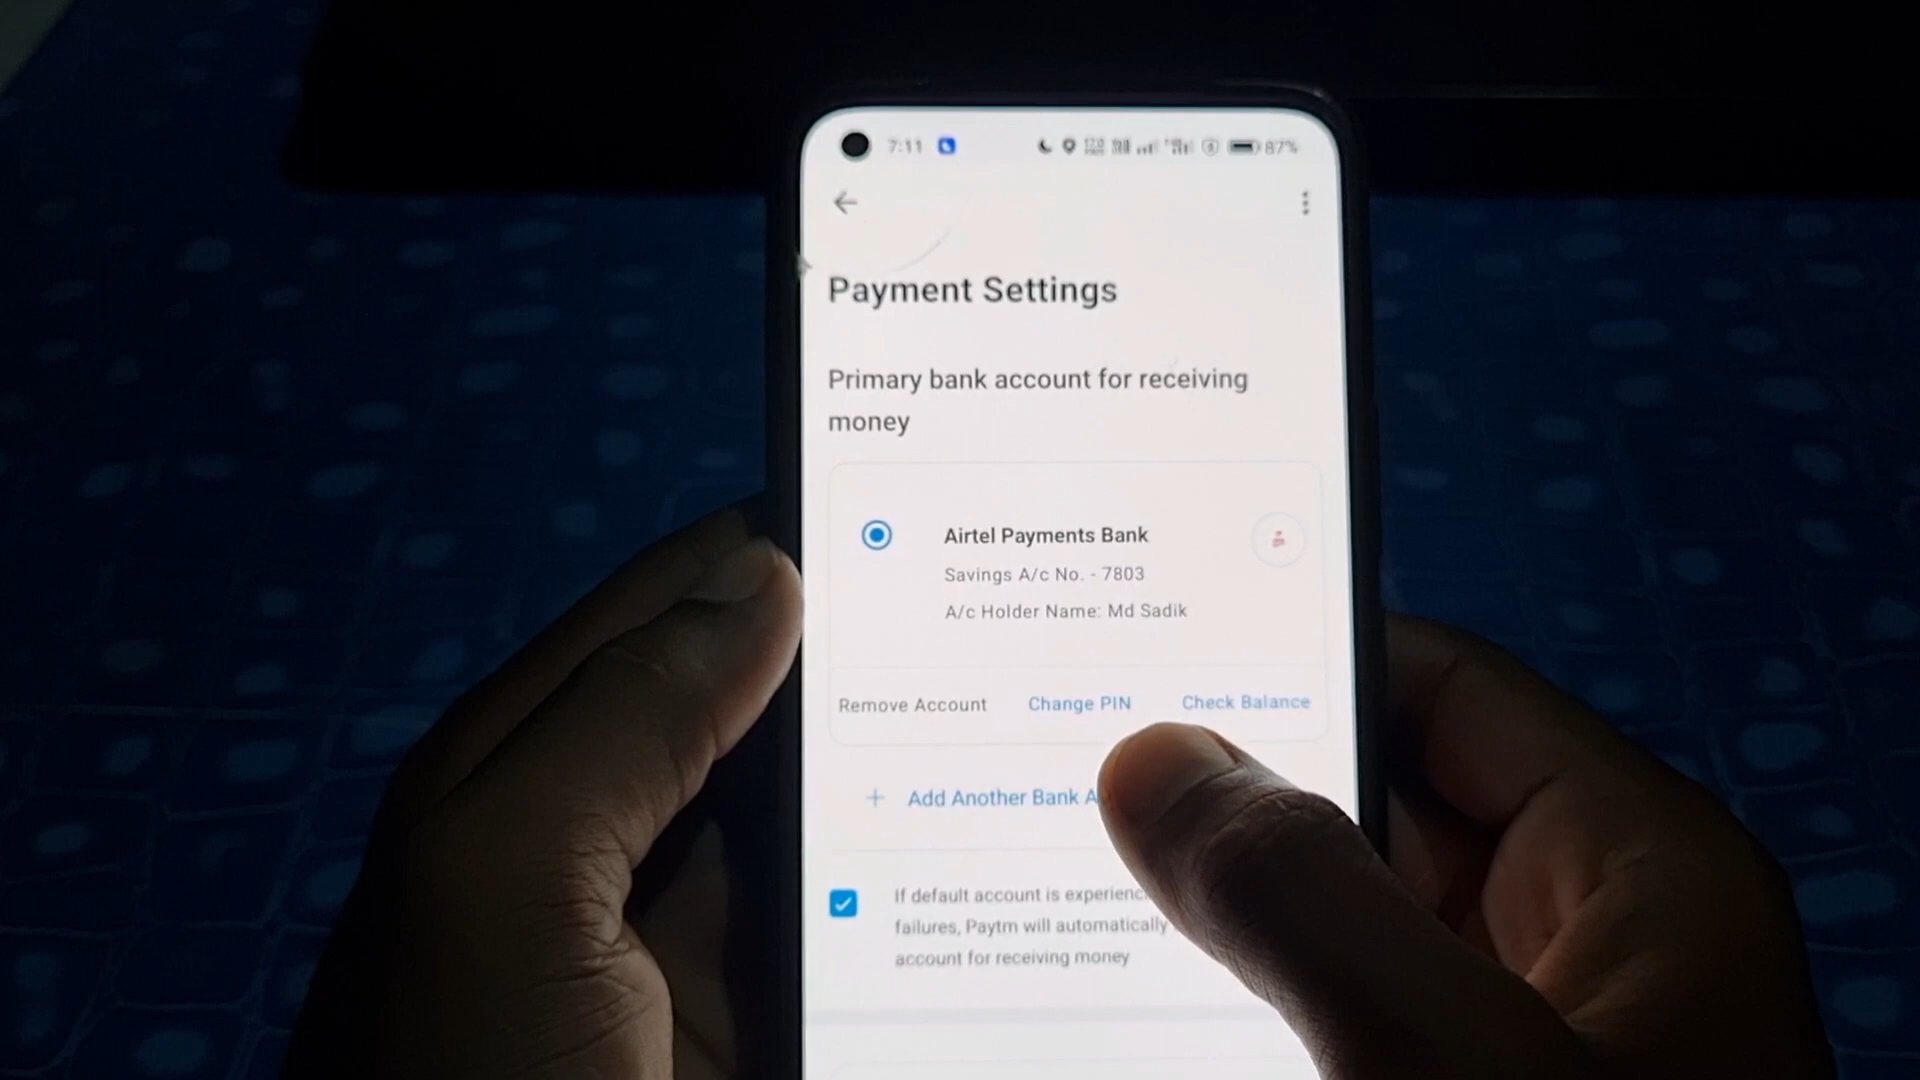 7:11 87%
Payment Settings
Primary bank account for receiving
money
Airtel Payments Bank
Savings A/c No. - 7803
A/c Holder Name: Md Sadik
Remove Account Change PIN Check Balance
+ Add Another Bank A
If default account is experienc
failures, Paytm will automatically
account for receiving money